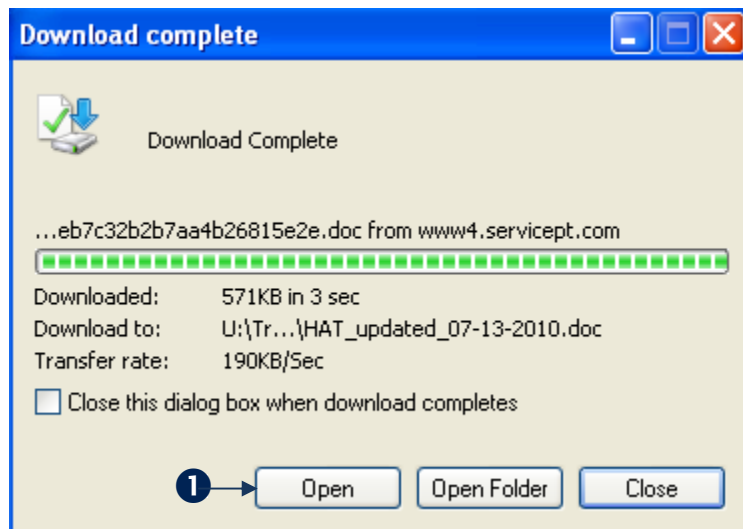 Download complete
Download Complete
...eb7c32b2b7aa4b26815e2e.doc from www4.servicept.com
Downloaded: 571KB in 3 sec
Download to: U:\Tr...\HAT_updated_07-13-2010.doc
Transfer rate: 190KB/Sec
Close this dialog box when download completes
1 Open Open Folder Close